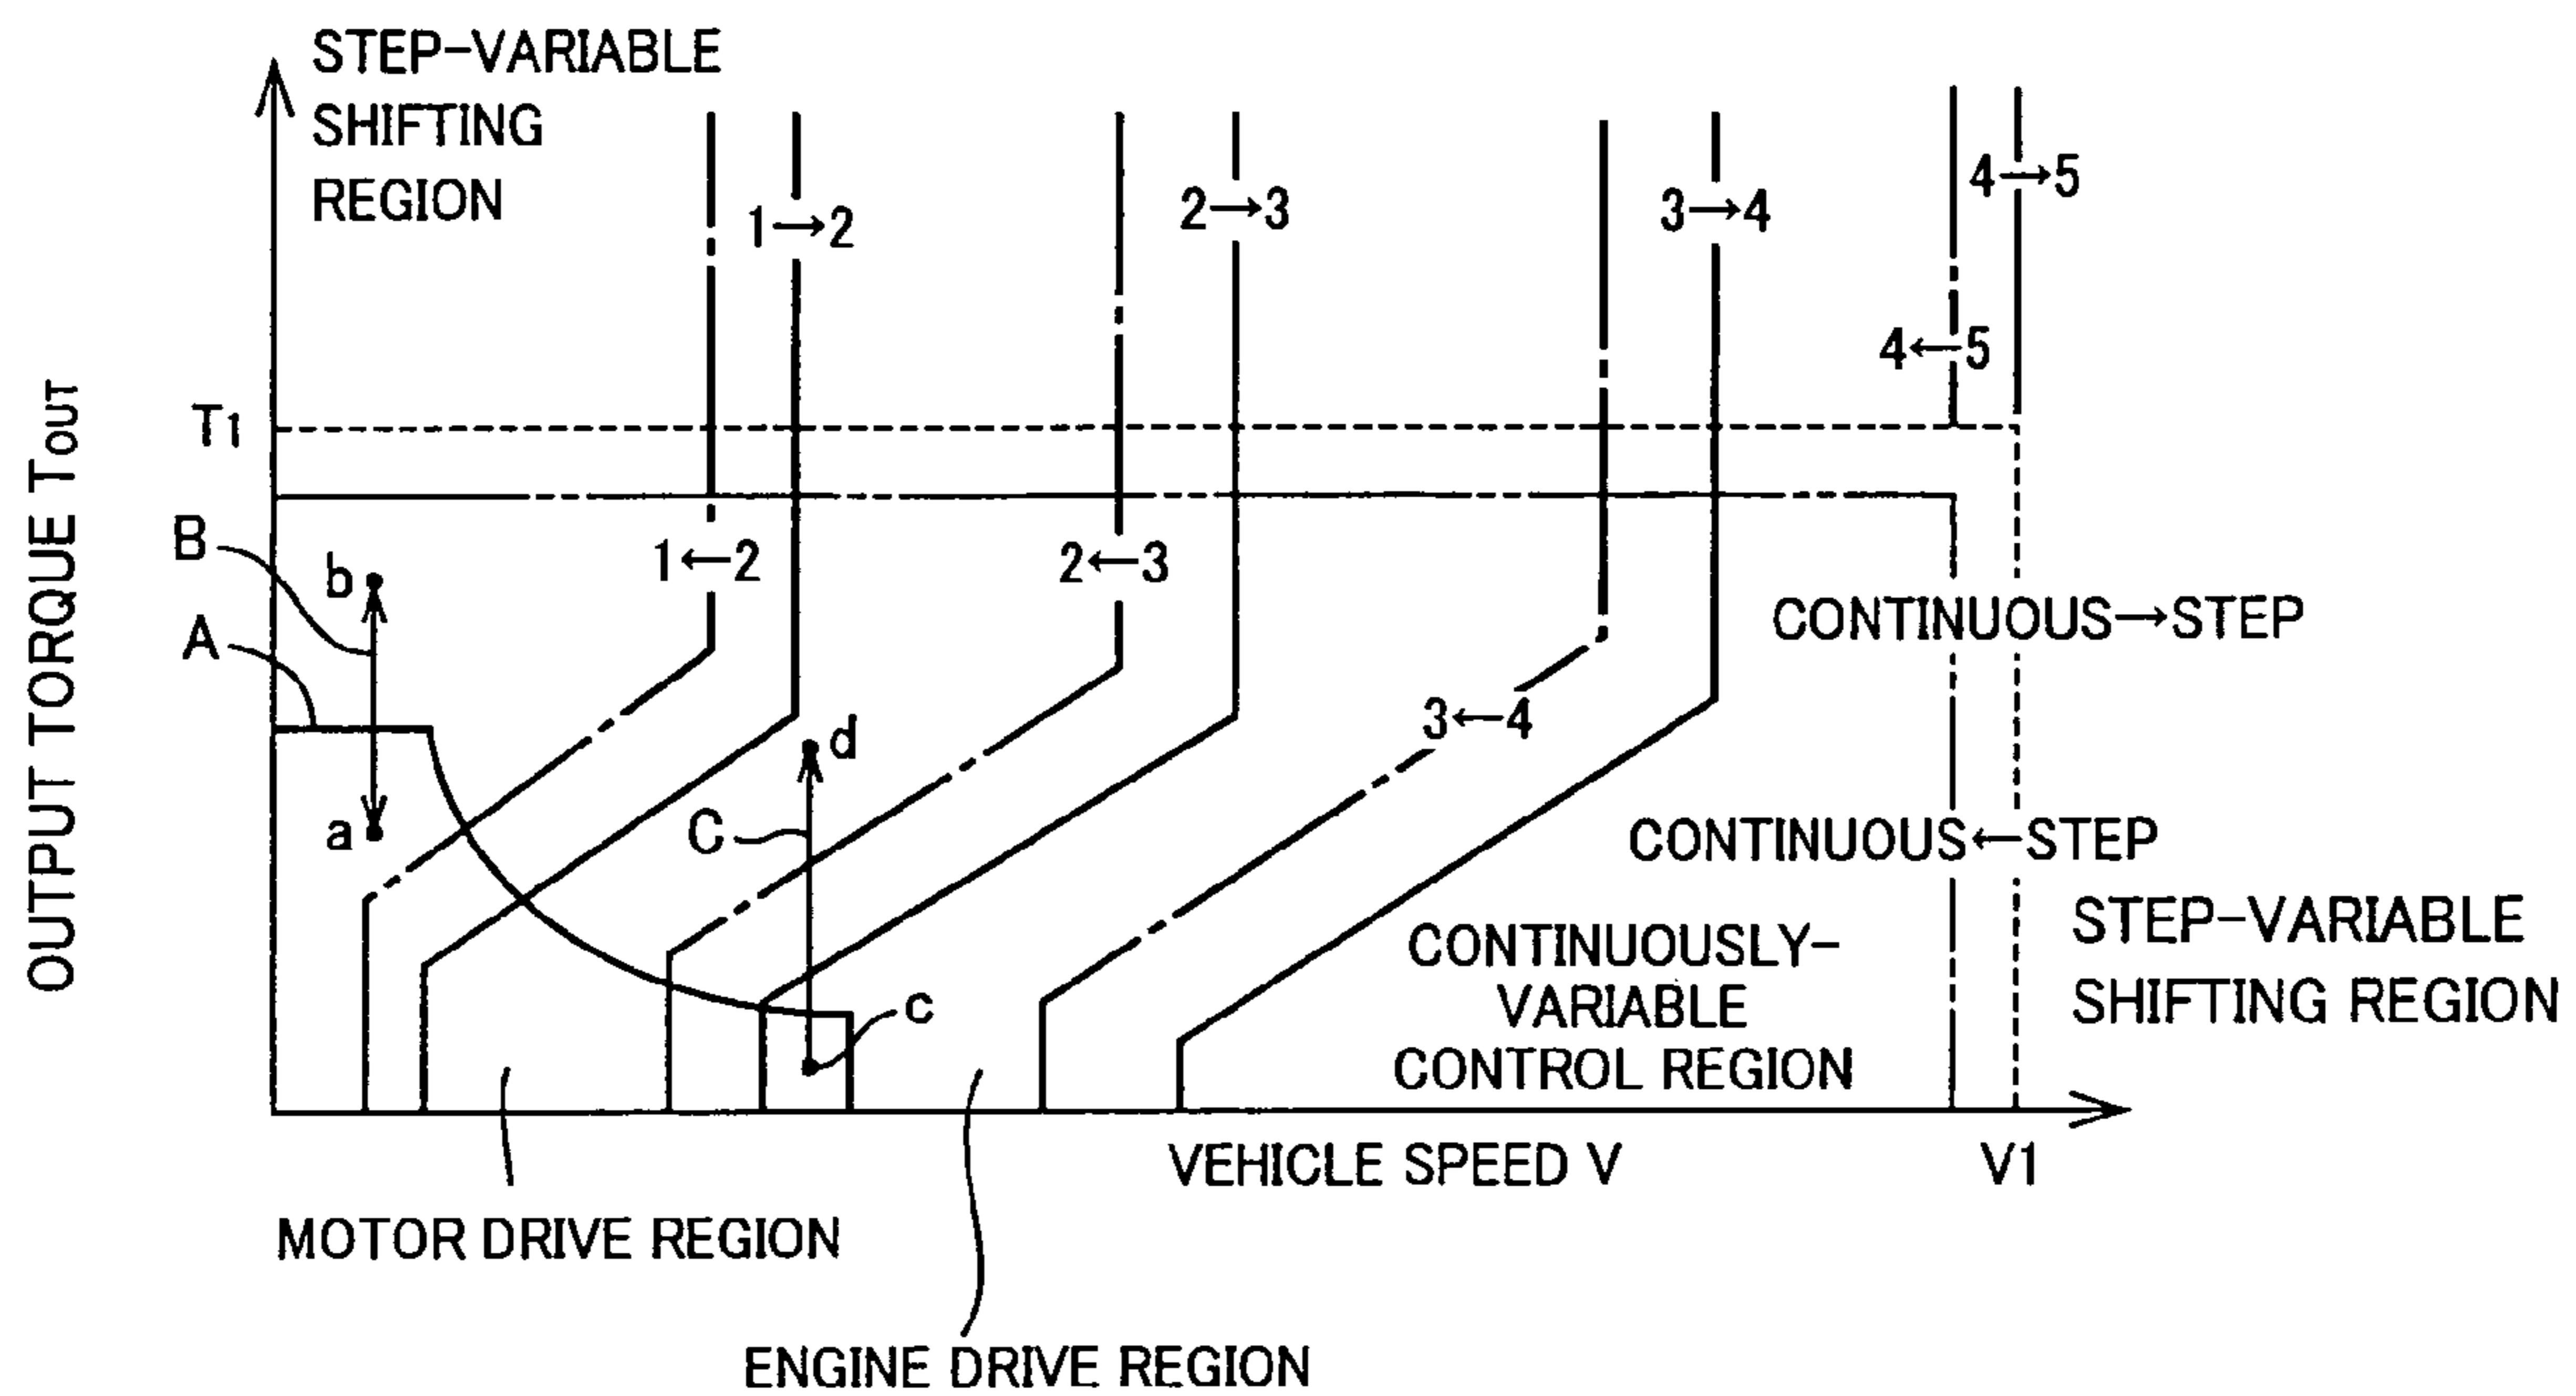 STEP-VARIABLE
SHIFTING
REGION
1→2
2→3
3→4
4→5
4←5
OUTPUT TORQUE TOUT
T1
B
b
1←2
2←3
CONTINUOUS→STEP
A
3←4
d
a
C
CONTINUOUS←STEP
c
CONTINUOUSLY-
VARIABLE
CONTROL REGION
STEP-VARIABLE
SHIFTING REGION
VEHICLE SPEED V
V1
MOTOR DRIVE REGION
ENGINE DRIVE REGION